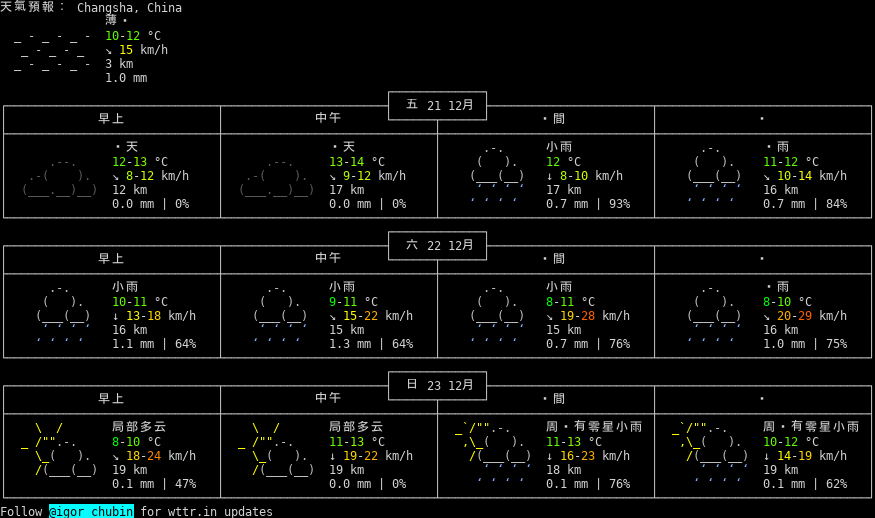 天氣預報： Changsha, China
薄・
10-12 °C
↘ 15 km/h
3 km
1.0 mm
五 21 12月
早上 中午 ・間 ・
・天 ・天 小雨 ・雨
12-13 °C 13-14 °C 12 °C 11-12 °C
↘ 8-12 km/h ↘ 9-12 km/h ↓ 8-10 km/h ↘ 10-14 km/h
12 km 17 km 17 km 16 km
0.0 mm | 0% 0.0 mm | 0% 0.7 mm | 93% 0.7 mm | 84%
六 22 12月
早上 中午 ・間 ・
小雨 小雨 小雨 ・雨
10-11 °C 9-11 °C 8-11 °C 8-10 °C
↓ 13-18 km/h ↘ 15-22 km/h ↘ 19-28 km/h ↘ 20-29 km/h
16 km 15 km 15 km 16 km
1.1 mm | 64% 1.3 mm | 64% 0.7 mm | 76% 1.0 mm | 75%
日 23 12月
早上 中午 ・間 ・
局部多云 局部多云 周・有零星小雨 周・有零星小雨
8-10 °C 11-13 °C 11-13 °C 10-12 °C
↘ 18-24 km/h ↓ 19-22 km/h ↓ 16-23 km/h ↓ 14-19 km/h
19 km 19 km 18 km 19 km
0.1 mm | 47% 0.0 mm | 0% 0.1 mm | 76% 0.1 mm | 62%
Follow @igor_chubin for wttr.in updates